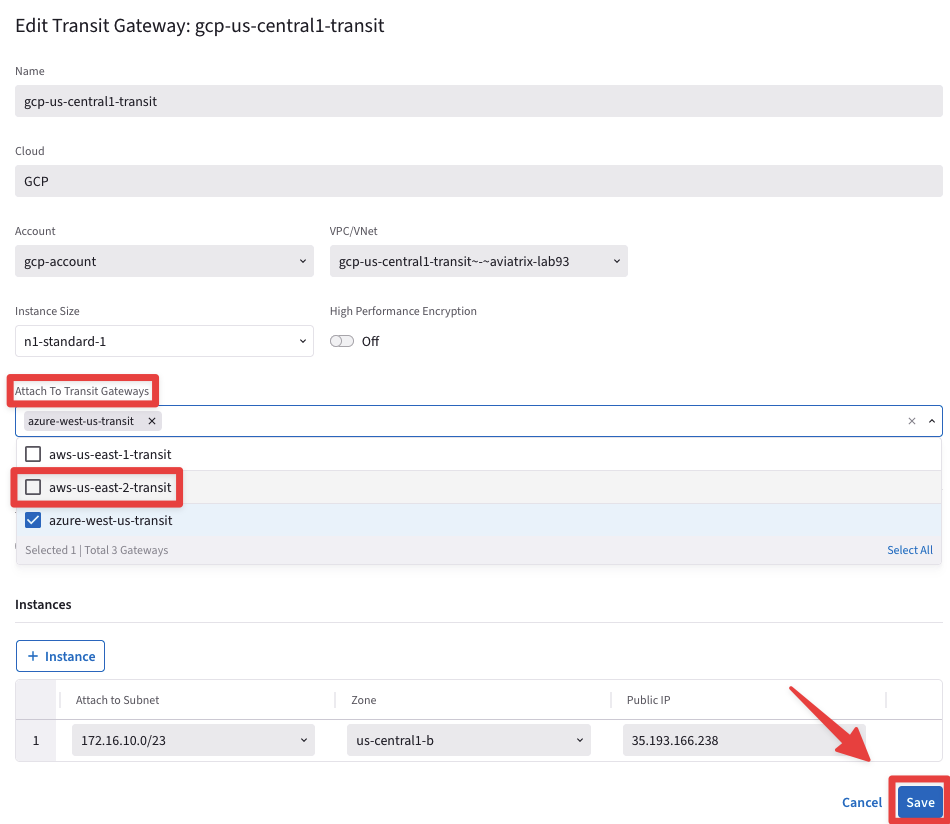 Edit Transit Gateway: gcp-us-central1-transit
Name
gcp-us-central1-transit
Cloud
GCP
Account VPC/VNet
gcp-account gcp-us-central1-transit~-~aviatrix-lab93
Instance Size High Performance Encryption
n1-standard-1 Off
Attach To Transit Gateways
azure-west-us-transit
aws-us-east-1-transit
aws-us-east-2-transit
azure-west-us-transit
Selected 1 | Total 3 Gateways Select All
Instances
+ Instance
Attach to Subnet Zone Public IP
1 172.16.10.0/23 us-central1-b 35.193.166.238
Cancel Save